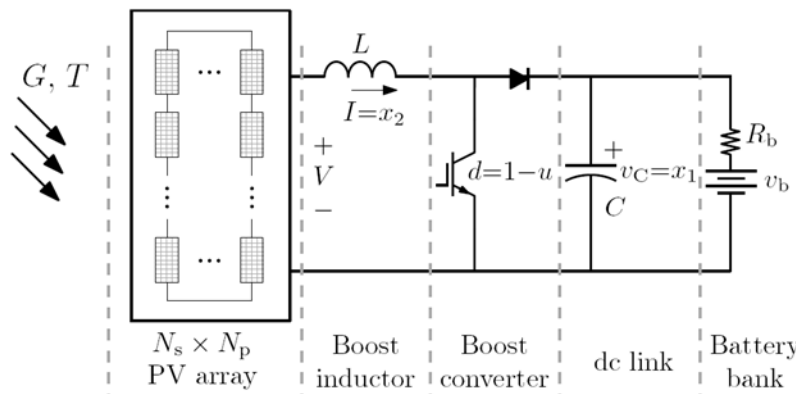 G, T
L
I=x₂
+
V
−
d=1−u
+
v_C=x₁
C
R_b
v_b
N_s × N_p
PV array
Boost
inductor
Boost
converter
dc link
Battery
bank